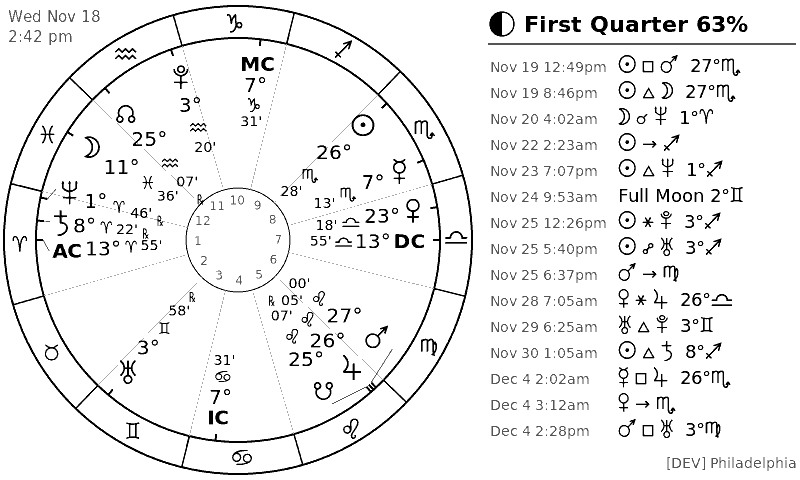 Wed Nov 18
2:42 pm
MC
7°
♑
31'
♇
3°
♒
20'
☊
25°
♒
07'
℞
☽
11°
♓
36'
♆ 1° ♈ 46' ℞
♄ 8° ♈ 22' ℞
AC 13° ♈ 55'
☉
26°
♏
28'
☿
7°
♏
13'
♀ 23° ♎ 18'
55' ♎ 13° DC
10
11
9
12
8
1
7
2
6
3
5
4
♅
3°
♊
58'
℞
31'
♋
7°
IC
♂
27°
♌
00'
♃
26°
♌
05'
☋
25°
♌
07'
℞
♑
♒
♐
♓
♏
♈
♎
♉
♍
♊
♌
♋
First Quarter 63%
Nov 19 12:49pm ☉ □ ♂ 27°♏
Nov 19 8:46pm ☉ △ ☽ 27°♏
Nov 20 4:02am ☽ ☌ ♆ 1°♈
Nov 22 2:23am ☉ → ♐
Nov 23 7:07pm ☉ △ ♆ 1°♐
Nov 24 9:53am Full Moon 2°♊
Nov 25 12:26pm ☉ ⚹ ♇ 3°♐
Nov 25 5:40pm ☉ ☍ ♅ 3°♐
Nov 25 6:37pm ♂ → ♍
Nov 28 7:05am ♀ ⚹ ♃ 26°♎
Nov 29 6:25am ♅ △ ♇ 3°♊
Nov 30 1:05am ☉ △ ♄ 8°♐
Dec 4 2:02am ☿ □ ♃ 26°♏
Dec 4 3:12am ♀ → ♏
Dec 4 2:28pm ♂ □ ♅ 3°♍
[DEV] Philadelphia